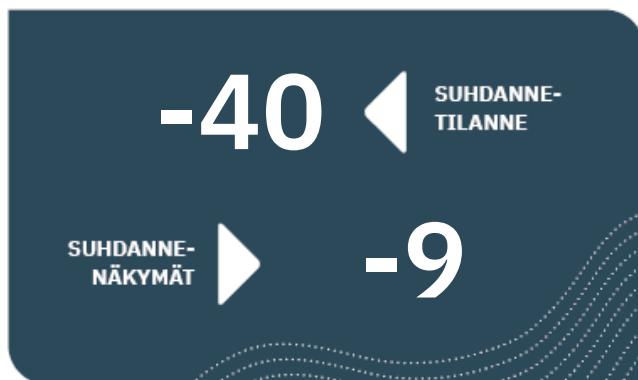 -40
SUHDANNE-
TILANNE
SUHDANNE-
NÄKYMÄT
-9